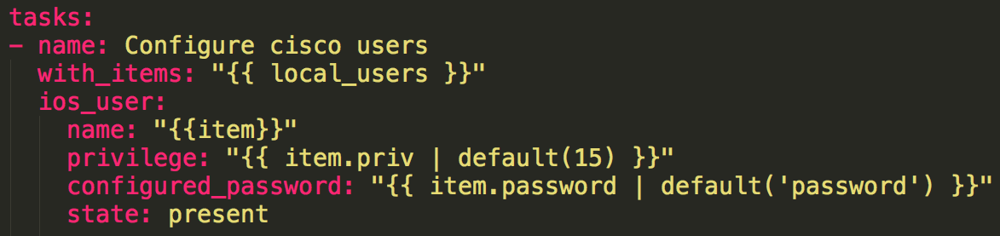 tasks:
- name: Configure cisco users
  with_items: "{{ local_users }}"
  ios_user:
    name: "{{item}}"
    privilege: "{{ item.priv | default(15) }}"
    configured_password: "{{ item.password | default('password') }}"
    state: present